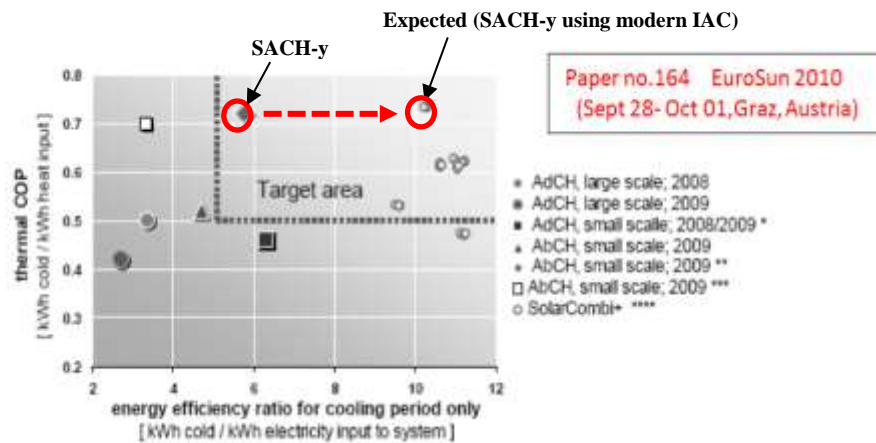 Expected (SACH-y using modern IAC)
SACH-y
Paper no.164 EuroSun 2010
(Sept 28- Oct 01,Graz, Austria)
0.8
0.7
0.6
0.5
0.4
0.3
0.2
thermal COP
[ kWh cold / kWh heat input ]
Target area
AdCH, large scale; 2008
AdCH, large scale; 2009
AdCH, small scalle; 2008/2009 *
AbCH, small scale; 2009
AbCH, small scale; 2009 **
AbCH, small scale; 2009 ***
SolarCombi+ ****
2 4 6 8 10 12
energy efficiency ratio for cooling period only
[ kWh cold / kWh electricity input to system ]